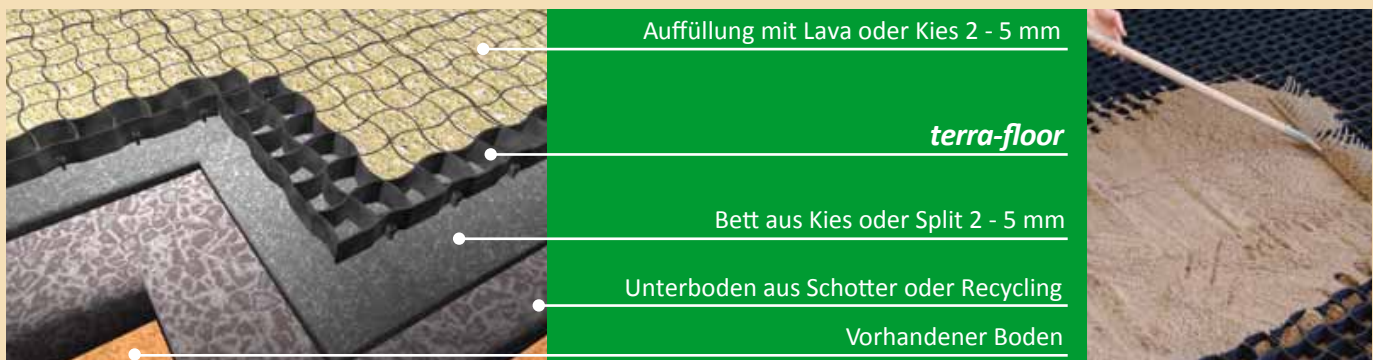 Auffüllung mit Lava oder Kies 2 - 5 mm
terra-floor
Bett aus Kies oder Split 2 - 5 mm
Unterboden aus Schotter oder Recycling
Vorhandener Boden